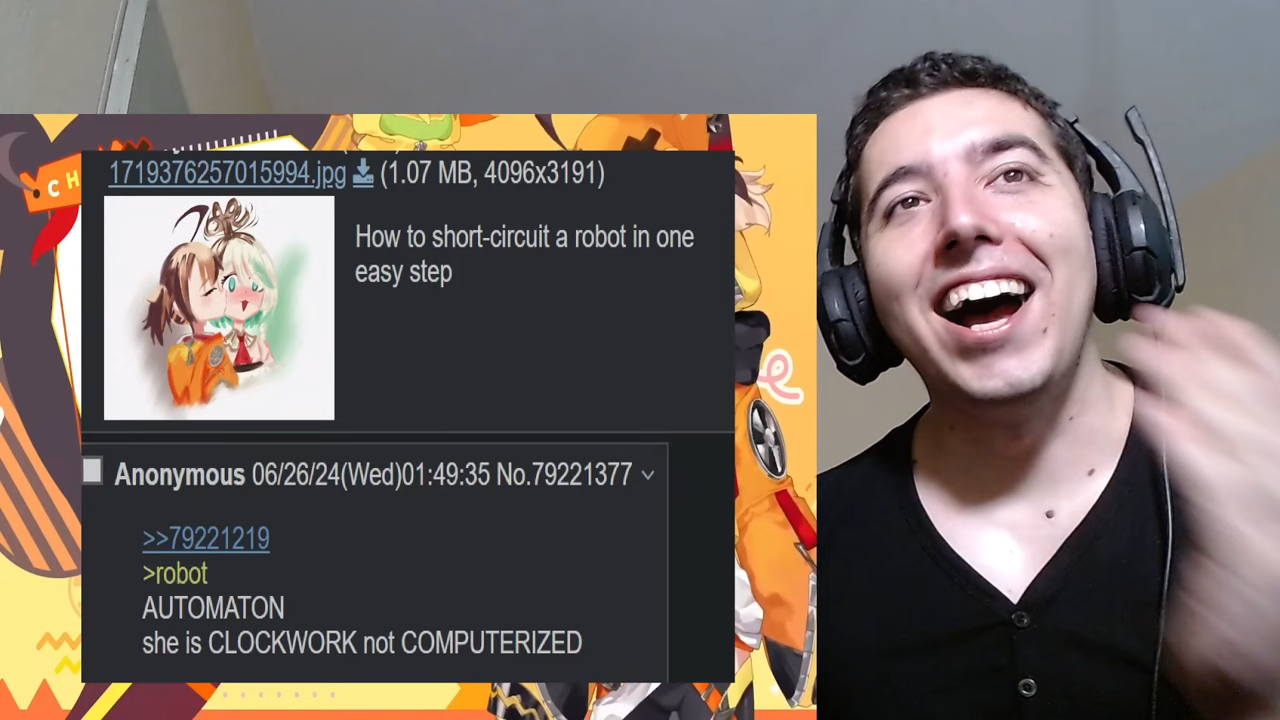 C H
1719376257015994.jpg (1.07 MB, 4096x3191)
How to short-circuit a robot in one
easy step
Anonymous 06/26/24(Wed)01:49:35 No.79221377
>>79221219
>robot
AUTOMATON
she is CLOCKWORK not COMPUTERIZED